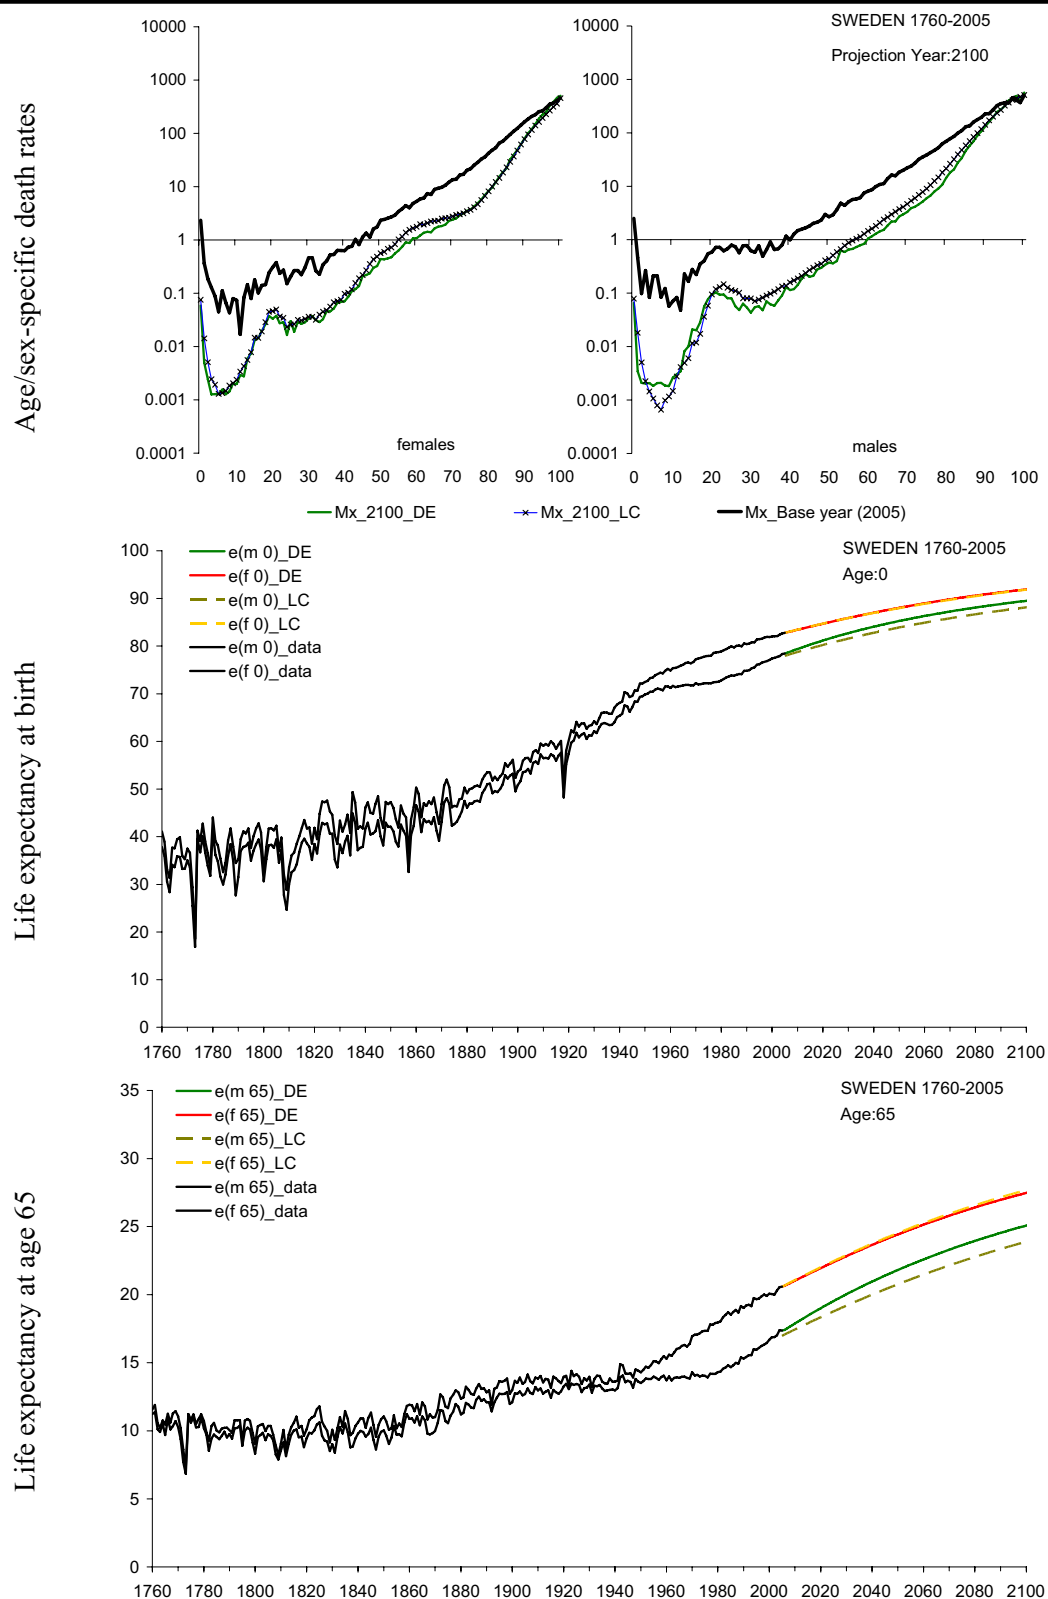 Age/sex-specific death rates
SWEDEN 1760-2005
Projection Year:2100
10000
1000
100
10
1
0.1
0.01
0.001
0.0001
females
0 10 20 30 40 50 60 70 80 90 100
10000
1000
100
10
1
0.1
0.01
0.001
0.0001
males
0 10 20 30 40 50 60 70 80 90 100
Mx_2100_DE Mx_2100_LC Mx_Base year (2005)
Life expectancy at birth
SWEDEN 1760-2005
Age:0
e(m 0)_DE
e(f 0)_DE
e(m 0)_LC
e(f 0)_LC
e(m 0)_data
e(f 0)_data
100
90
80
70
60
50
40
30
20
10
0
1760 1780 1800 1820 1840 1860 1880 1900 1920 1940 1960 1980 2000 2020 2040 2060 2080 2100
Life expectancy at age 65
SWEDEN 1760-2005
Age:65
e(m 65)_DE
e(f 65)_DE
e(m 65)_LC
e(f 65)_LC
e(m 65)_data
e(f 65)_data
35
30
25
20
15
10
5
0
1760 1780 1800 1820 1840 1860 1880 1900 1920 1940 1960 1980 2000 2020 2040 2060 2080 2100